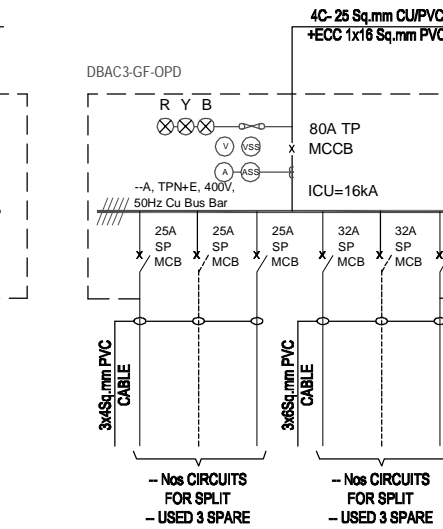 4C- 25 Sq.mm CU/PVC
+ECC 1x16 Sq.mm PVC
DBAC3-GF-OPD
R Y B
V VSS
A ASS
80A TP
MCCB
ICU=16kA
--A, TPN+E, 400V,
50Hz Cu Bus Bar
25A
SP
MCB
25A
SP
MCB
25A
SP
MCB
32A
SP
MCB
32A
SP
MCB
3x4Sq.mm PVC
CABLE
3x6Sq.mm PVC
CABLE
-- Nos CIRCUITS
FOR SPLIT
-- USED 3 SPARE
-- Nos CIRCUITS
FOR SPLIT
-- USED 3 SPARE